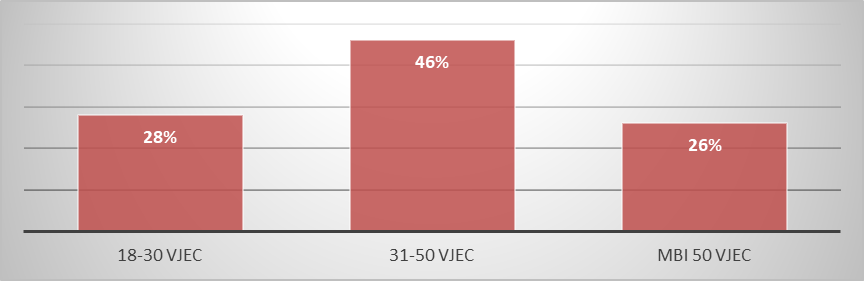 28%
46%
26%
18-30 VJEC
31-50 VJEC
MBI 50 VJEC